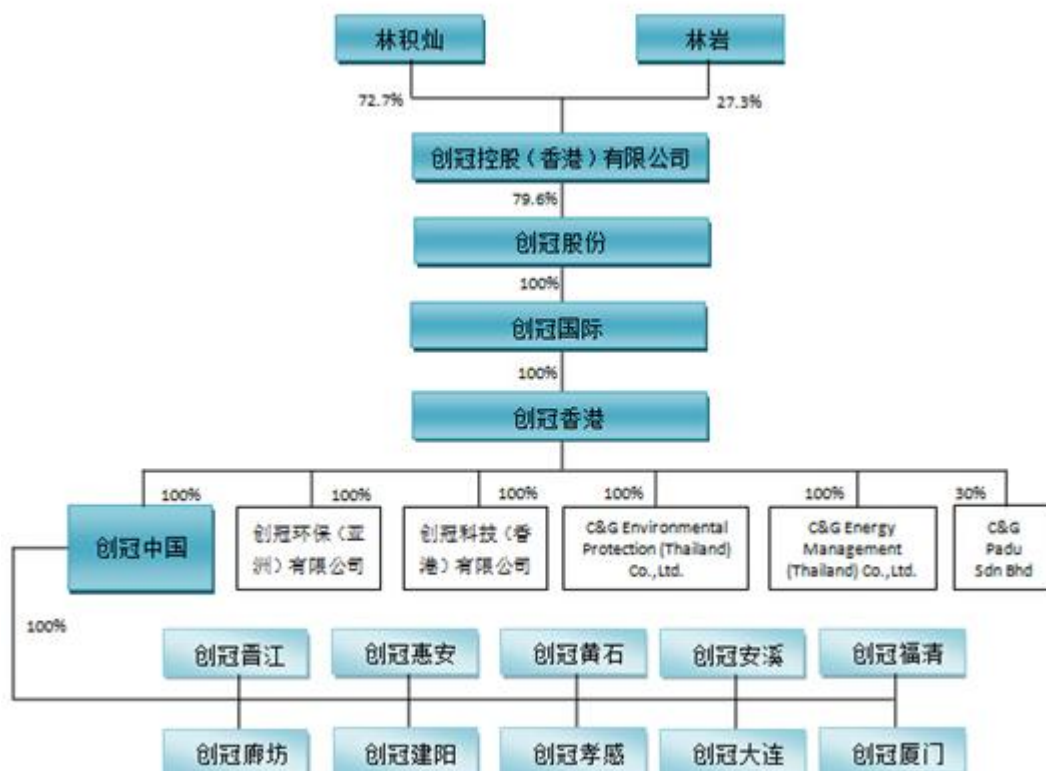 林积灿
林岩
72.7%
27.3%
创冠控股（香港）有限公司
79.6%
创冠股份
100%
创冠国际
100%
创冠香港
100%
100%
100%
100%
100%
30%
创冠中国
创冠环保（亚
洲）有限公司
创冠科技（香
港）有限公司
C&G Environmental
Protection (Thailand)
Co.,Ltd.
C&G Energy
Management
(Thailand) Co.,Ltd.
C&G
Padu
Sdn Bhd
100%
创冠晋江
创冠惠安
创冠黄石
创冠安溪
创冠福清
创冠廊坊
创冠建阳
创冠孝感
创冠大连
创冠厦门